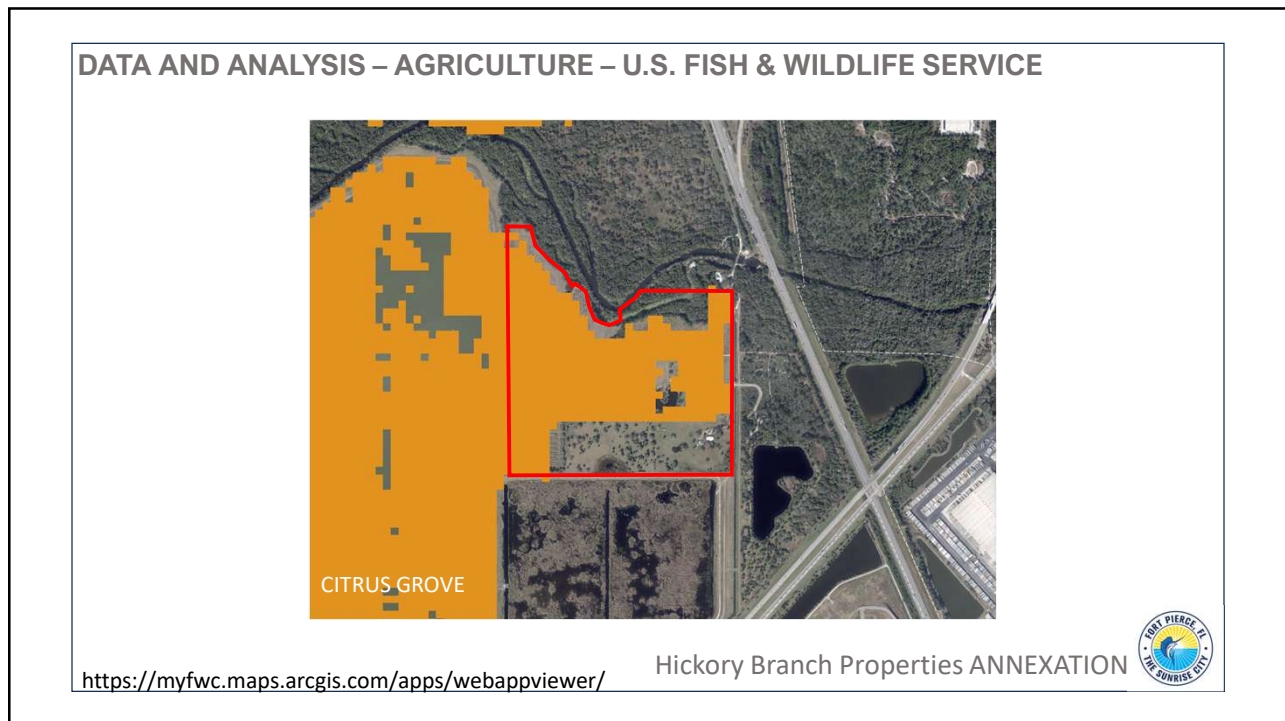 DATA AND ANALYSIS – AGRICULTURE – U.S. FISH & WILDLIFE SERVICE
CITRUS GROVE
https://myfwc.maps.arcgis.com/apps/webappviewer/
Hickory Branch Properties ANNEXATION
FORT PIERCE, FL
THE SUNRISE CITY